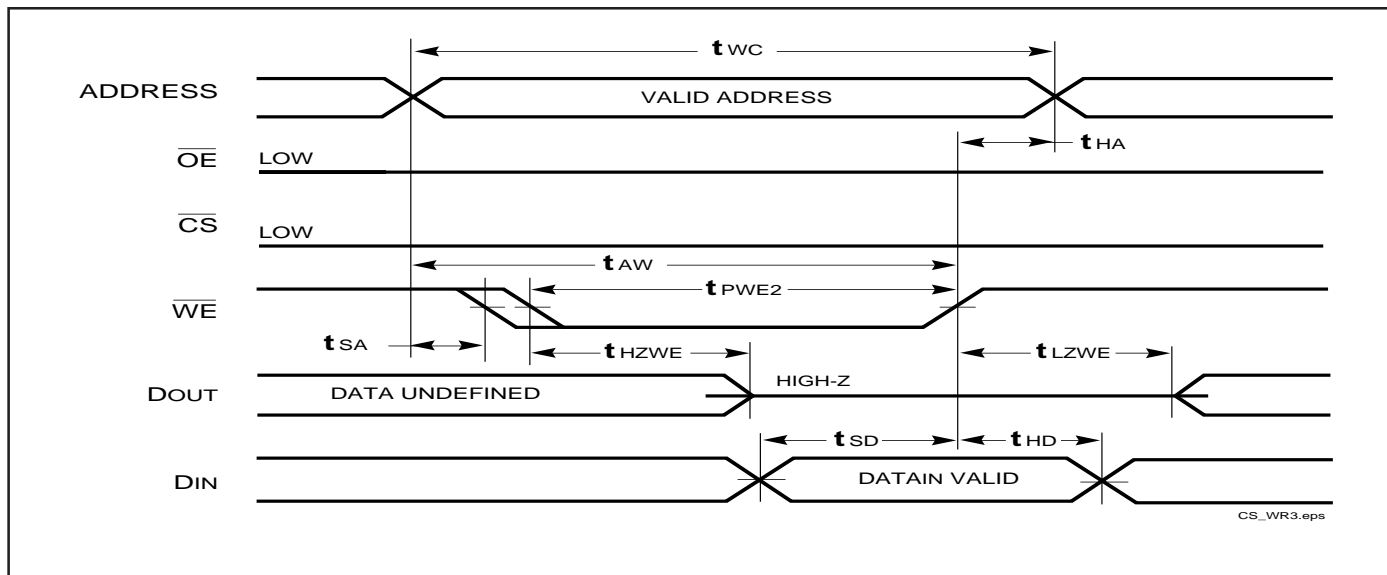 t WC
ADDRESS
VALID ADDRESS
t HA
OE
LOW
CS
LOW
t AW
t PWE2
WE
t SA
t HZWE
t LZWE
DOUT
DATA UNDEFINED
HIGH-Z
t SD
t HD
DIN
DATAIN VALID
CS_WR3.eps